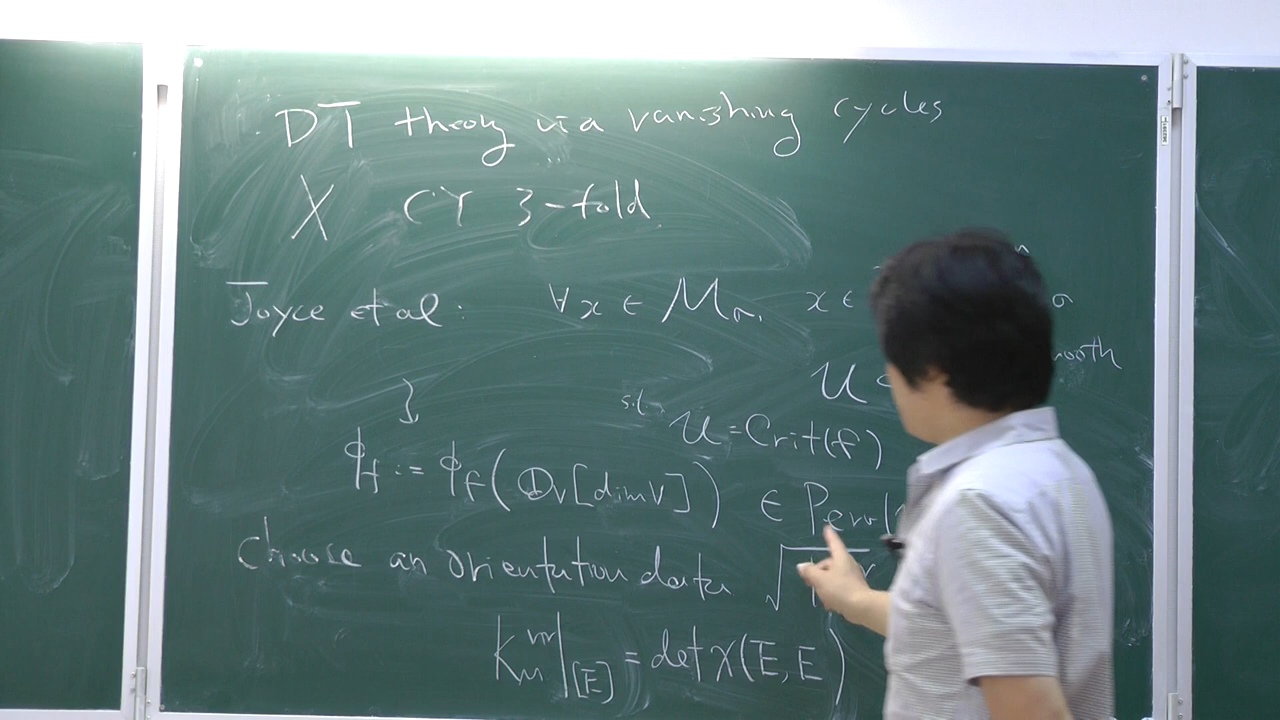 DT theory via vanishing cycles
X CY 3-fold
Joyce et al: ∀x ∈ M_σ, x ∈
U
s.t. U = Crit(f)
ϕ_f := ϕ_f(ℚ_V[dim V]) ∈ Perv(
Choose an orientation data √
K_M^{vir}|_{[E]} = det χ(E,E)